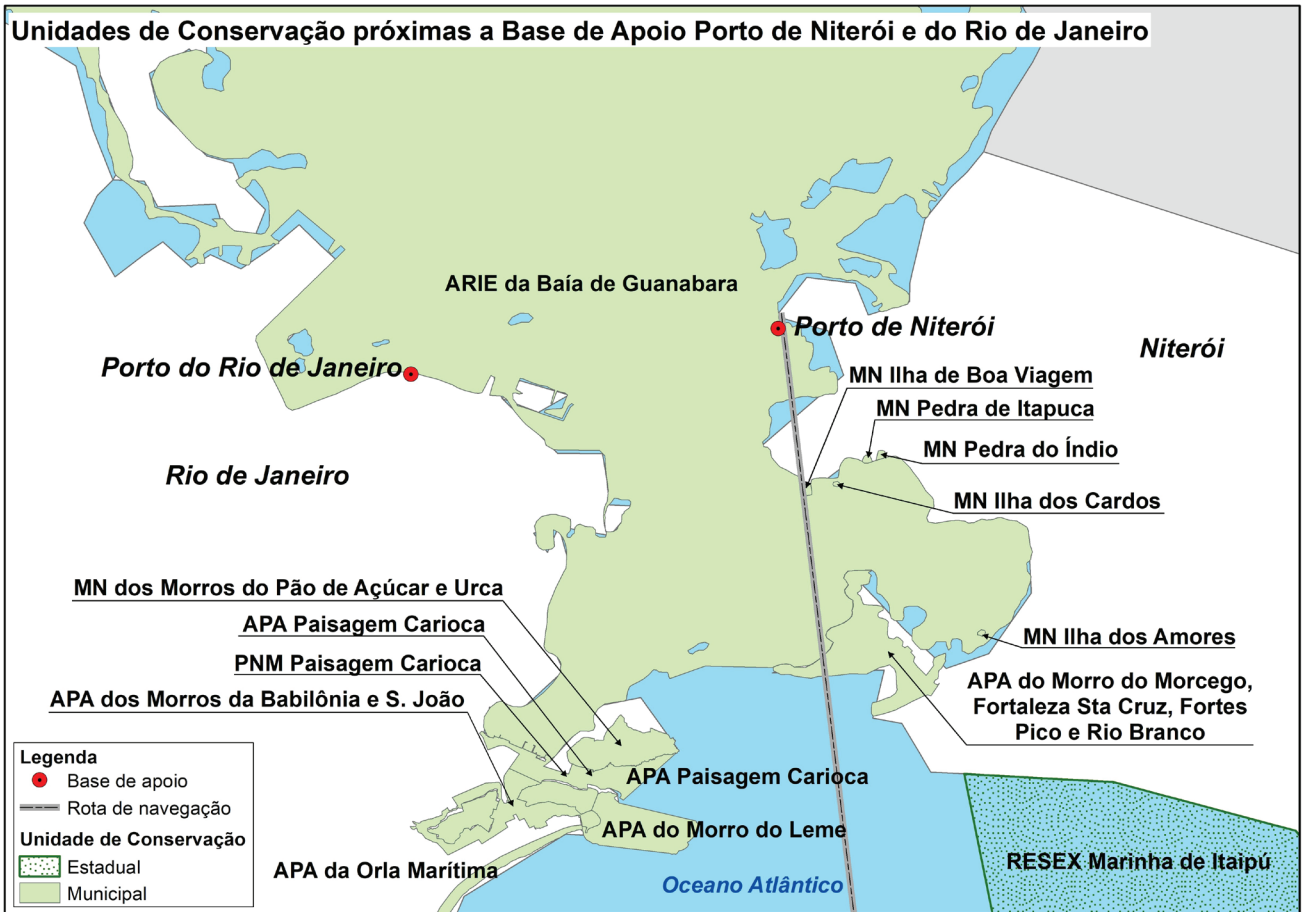 Unidades de Conservação próximas a Base de Apoio Porto de Niterói e do Rio de Janeiro
ARIE da Baía de Guanabara
Porto de Niterói
Niterói
Porto do Rio de Janeiro
MN Ilha de Boa Viagem
MN Pedra de Itapuca
MN Pedra do Índio
Rio de Janeiro
MN Ilha dos Cardos
MN dos Morros do Pão de Açúcar e Urca
APA Paisagem Carioca
MN Ilha dos Amores
PNM Paisagem Carioca
APA dos Morros da Babilônia e S. João
APA do Morro do Morcego,
Fortaleza Sta Cruz, Fortes
Pico e Rio Branco
APA Paisagem Carioca
APA do Morro do Leme
APA da Orla Marítima
RESEX Marinha de Itaipú
Oceano Atlântico
Legenda
Base de apoio
Rota de navegação
Unidade de Conservação
Estadual
Municipal